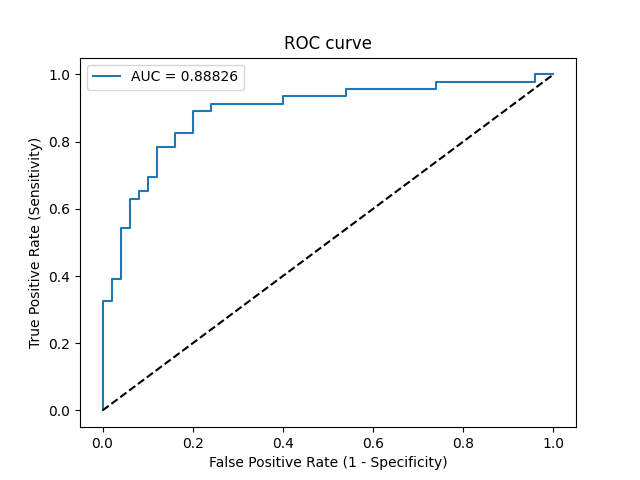 ROC curve
AUC = 0.88826
1.0
0.8
0.6
0.4
0.2
0.0
True Positive Rate (Sensitivity)
0.0 0.2 0.4 0.6 0.8 1.0
False Positive Rate (1 - Specificity)